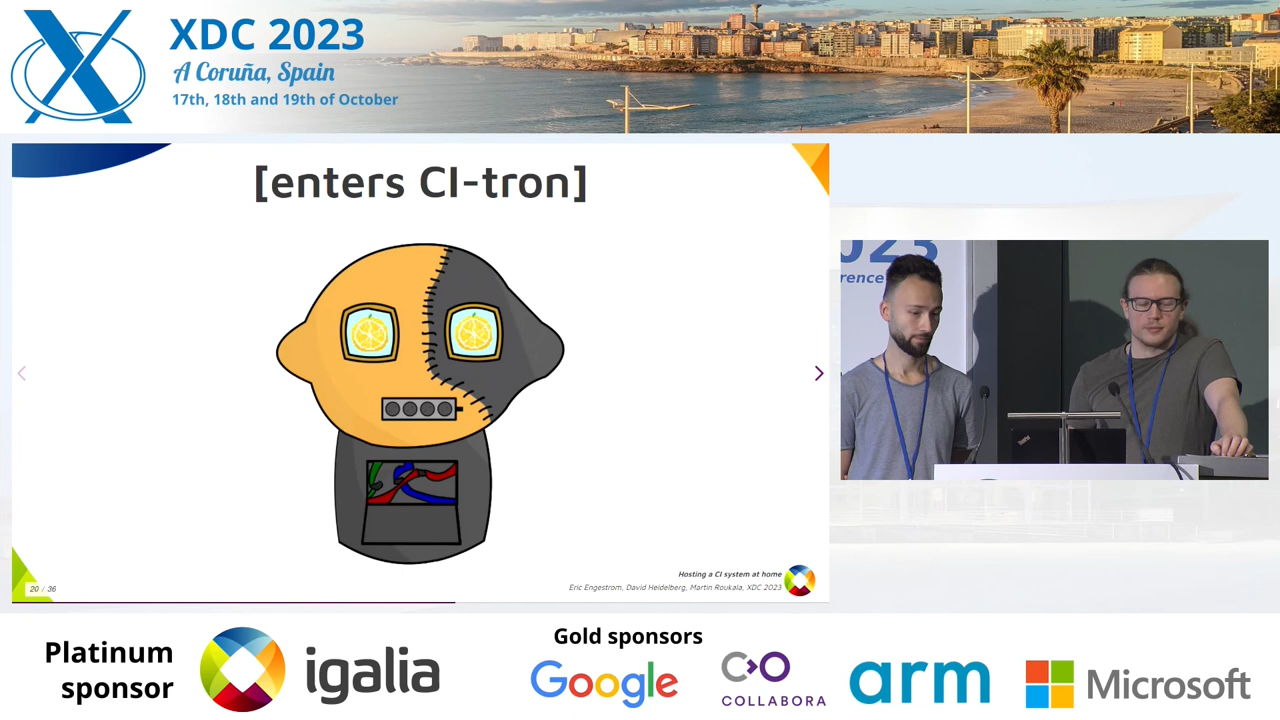 XDC 2023
A Coruña, Spain
17th, 18th and 19th of October
[enters CI-tron]
2023
rence
ThinkPad
20 / 36
Hosting a CI system at home
Eric Engestrom, David Heidelberg, Martin Roukala, XDC 2023
Platinum
sponsor
igalia
Gold sponsors
Google
COLLABORA
arm
Microsoft